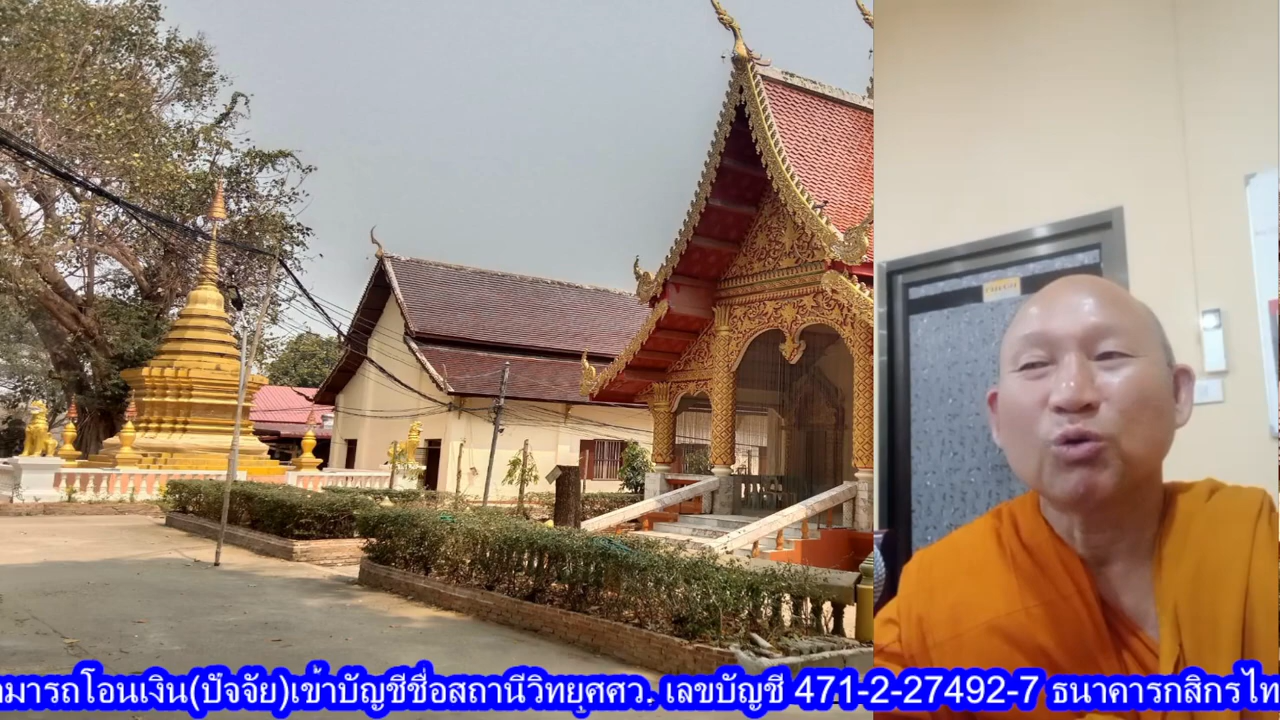 มารถโอนเงิน(ปัจจัย)เข้าบัญชีชื่อสถานีวิทยุศศว. เลขบัญชี 471-2-27492-7 ธนาคารกสิกรไท